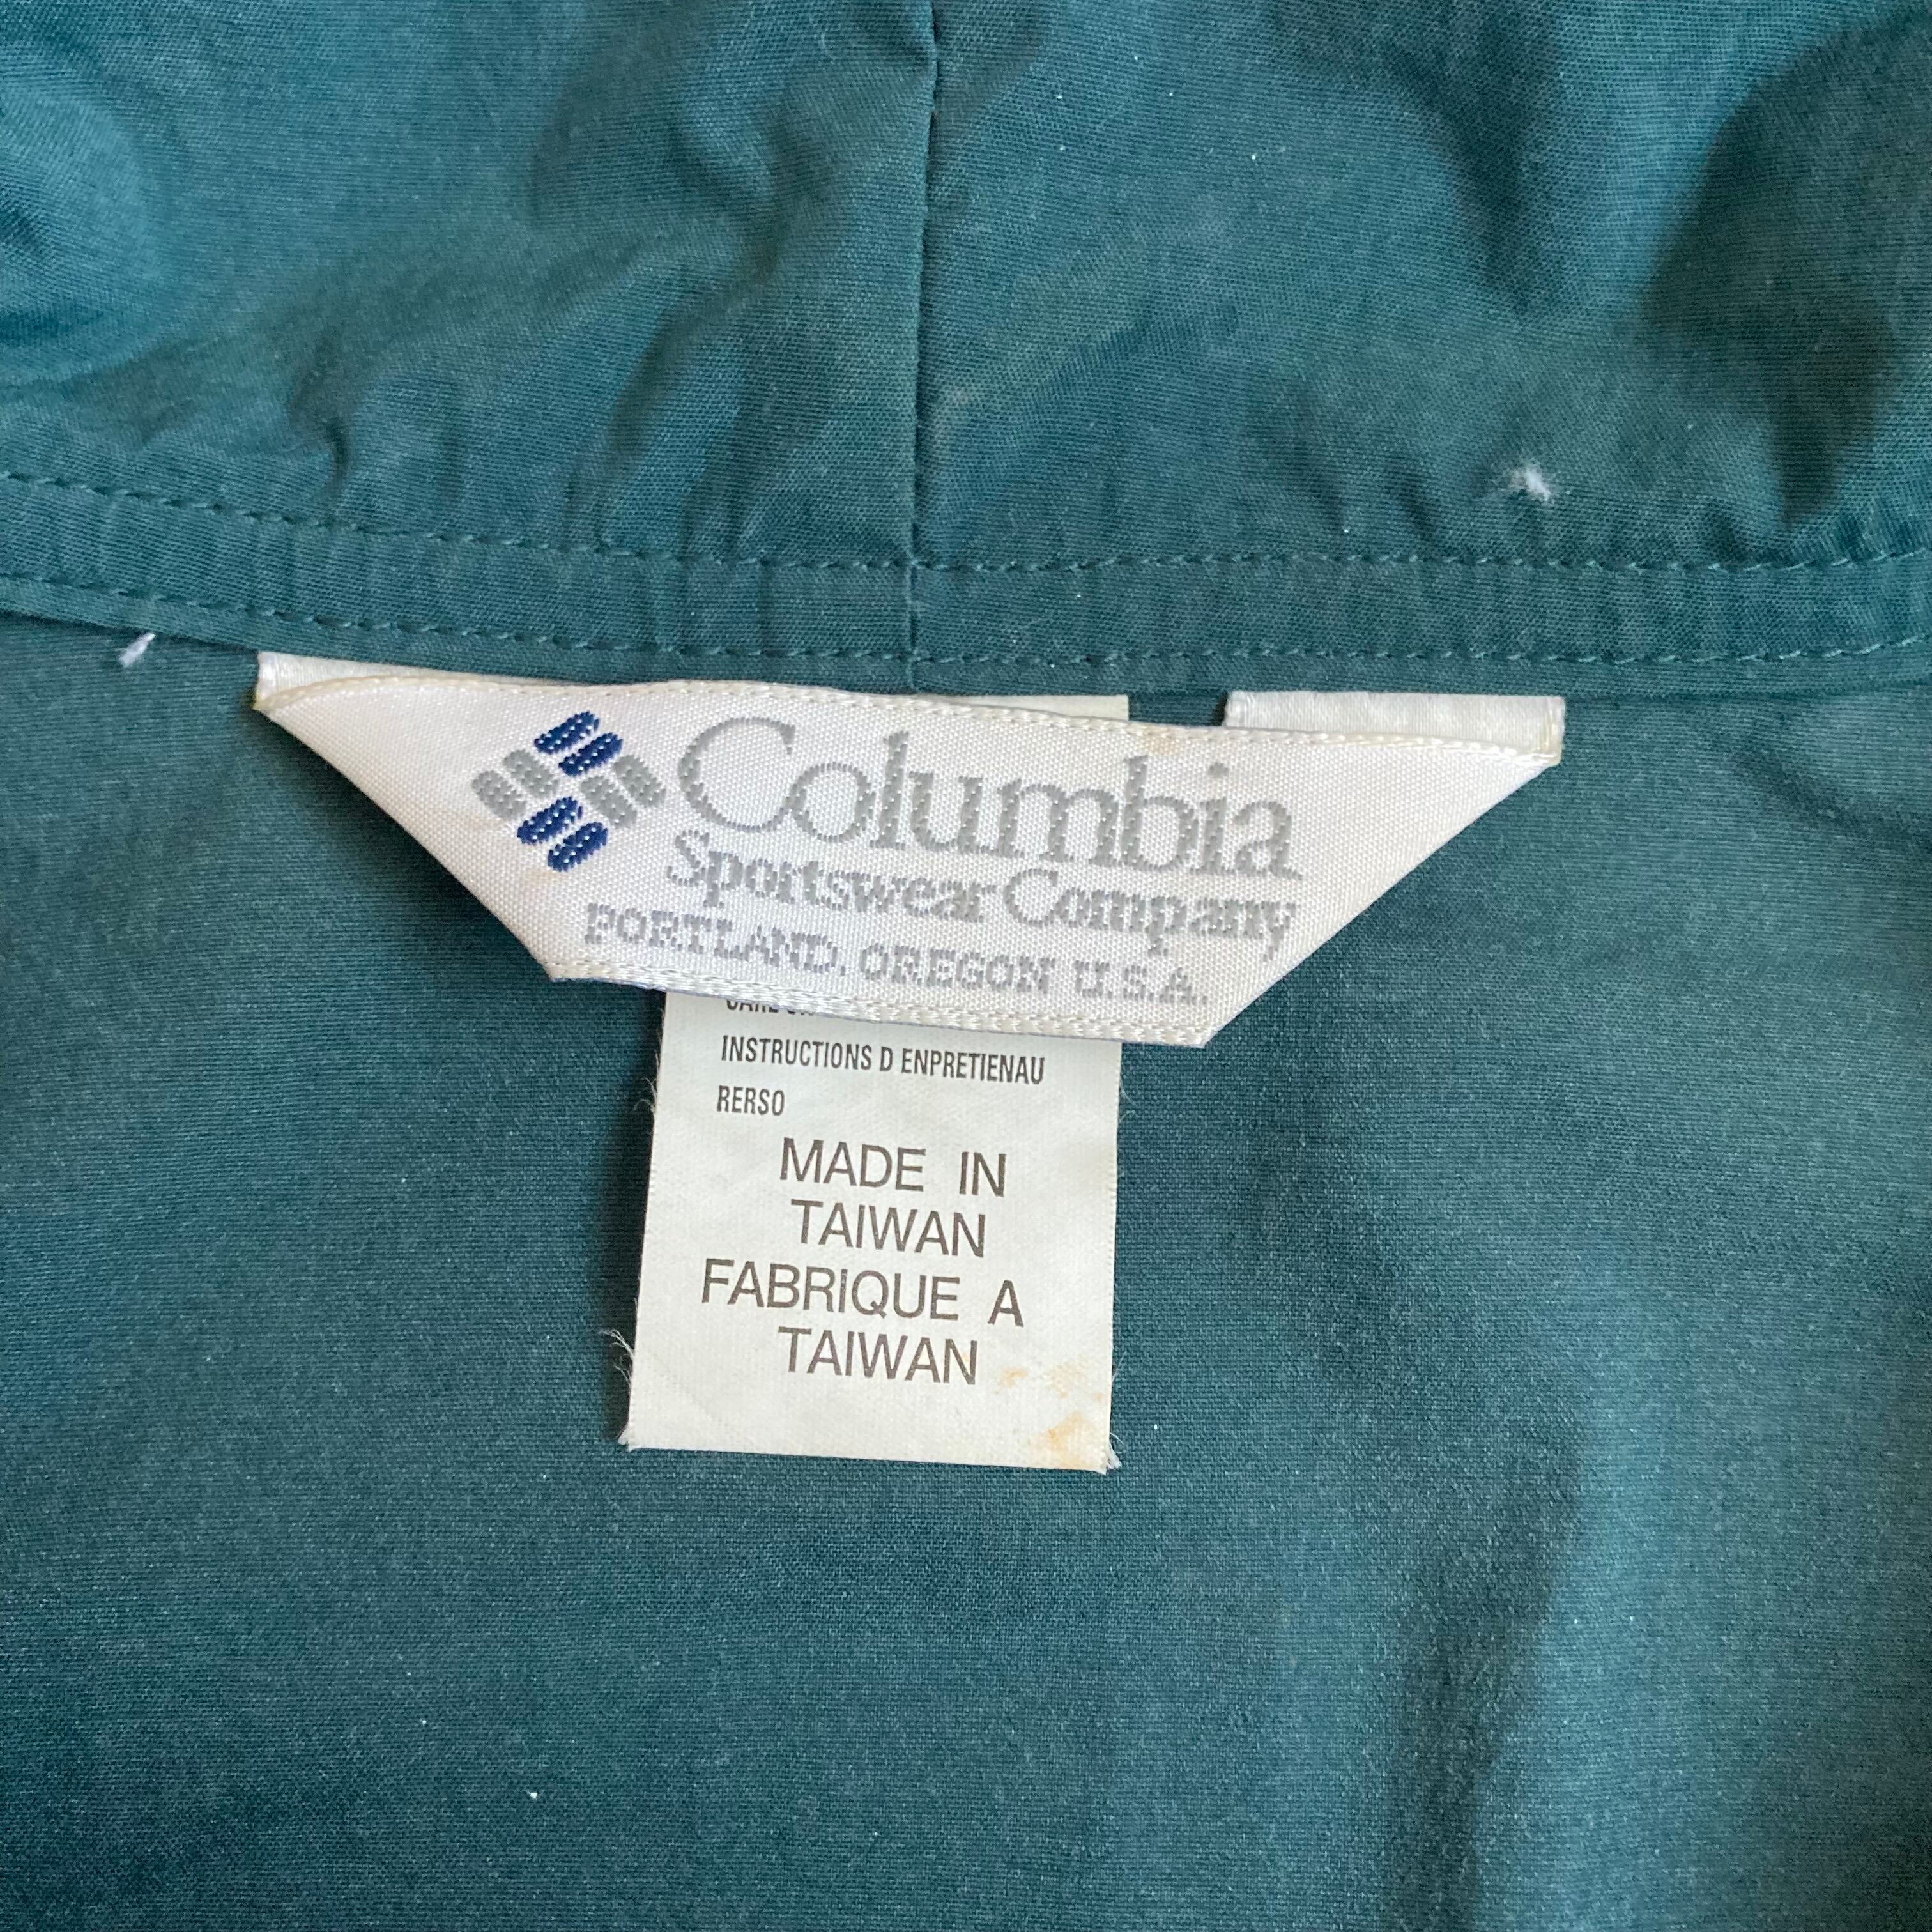 Columbia
Sportswear Company
PORTLAND, OREGON U.S.A.
INSTRUCTIONS D ENPRETIENAU
RERSO
MADE IN
TAIWAN
FABRIQUE A
TAIWAN